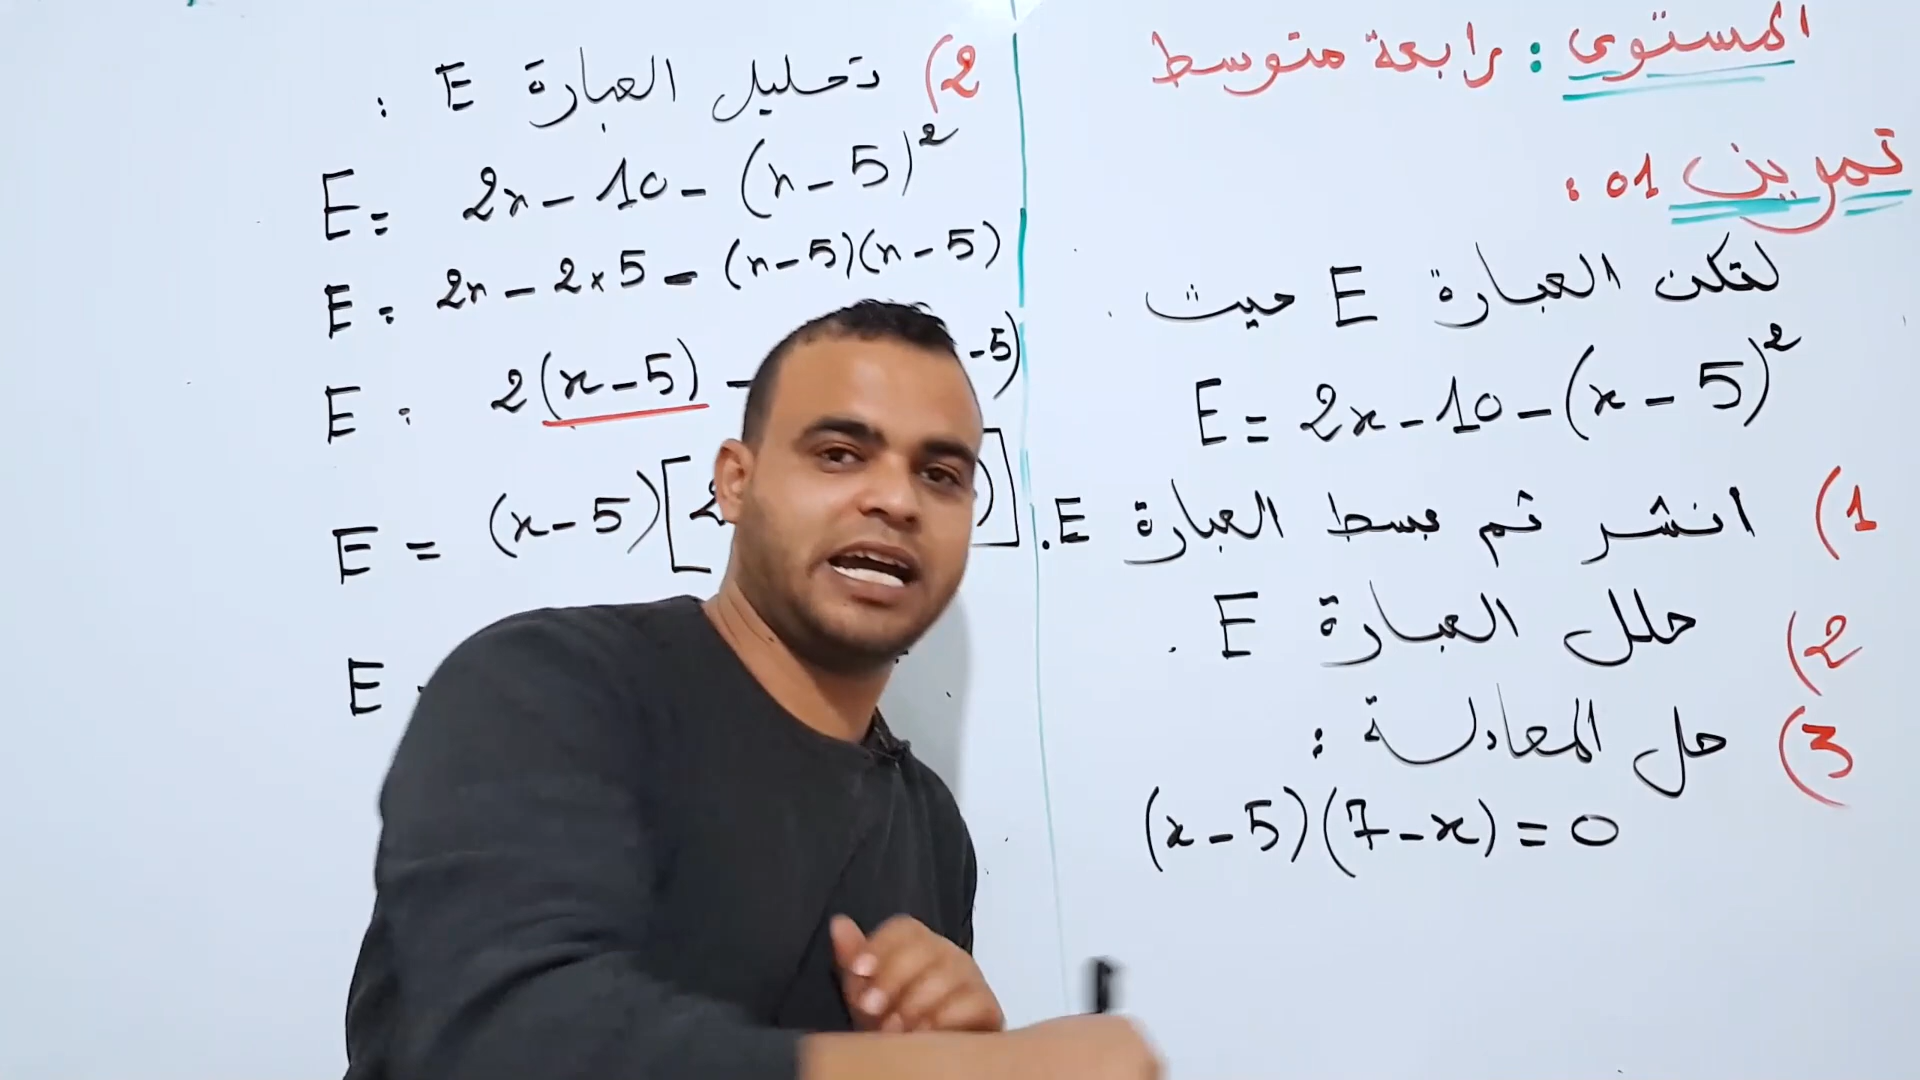 المستوى : رابعة متوسط
تمرين 01 :
لتكن العبارة E حيث
E = 2x - 10 - (x - 5)²
1) انشر ثم بسط العبارة E.
2) حلل العبارة E .
3) حل المعادلة :
(x - 5)(7 - x) = 0
2) تحليل العبارة E :
E = 2x - 10 - (x - 5)²
E = 2x - 2 × 5 - (x - 5)(x - 5)
E = 2(x - 5) - - 5)
E = (x - 5)[2 )]
E